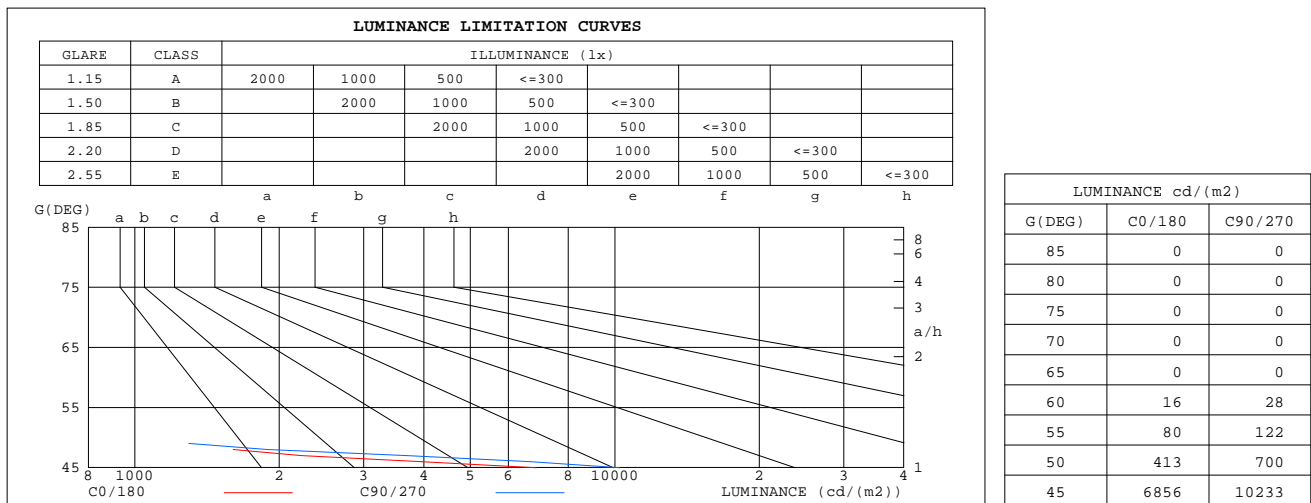 LUMINANCE LIMITATION CURVES
GLARE CLASS ILLUMINANCE (lx)
1.15 A 2000 1000 500 <=300
1.50 B 2000 1000 500 <=300
1.85 C 2000 1000 500 <=300
2.20 D 2000 1000 500 <=300
2.55 E 2000 1000 500 <=300
a b c d e f g h
G(DEG)
a b c d e f g h
85
75
65
55
45
8
6
4
3
a/h
2
1
8 1000 2 3 4 5 6 8 10000 2 3 4
C0/180 C90/270 LUMINANCE (cd/(m2))
LUMINANCE cd/(m2)
G(DEG) C0/180 C90/270
85 0 0
80 0 0
75 0 0
70 0 0
65 0 0
60 16 28
55 80 122
50 413 700
45 6856 10233